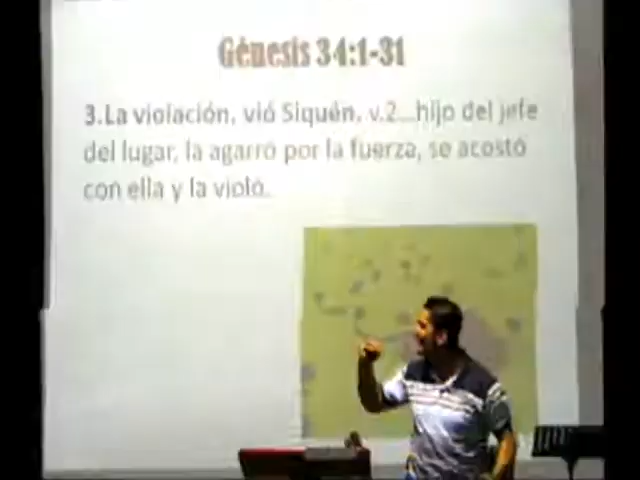 Génesis 34:1-31
3.La violación, vió Siquén, v.2...hijo del jefe
del lugar, la agarró por la fuerza, se acostó
con ella y la violó.